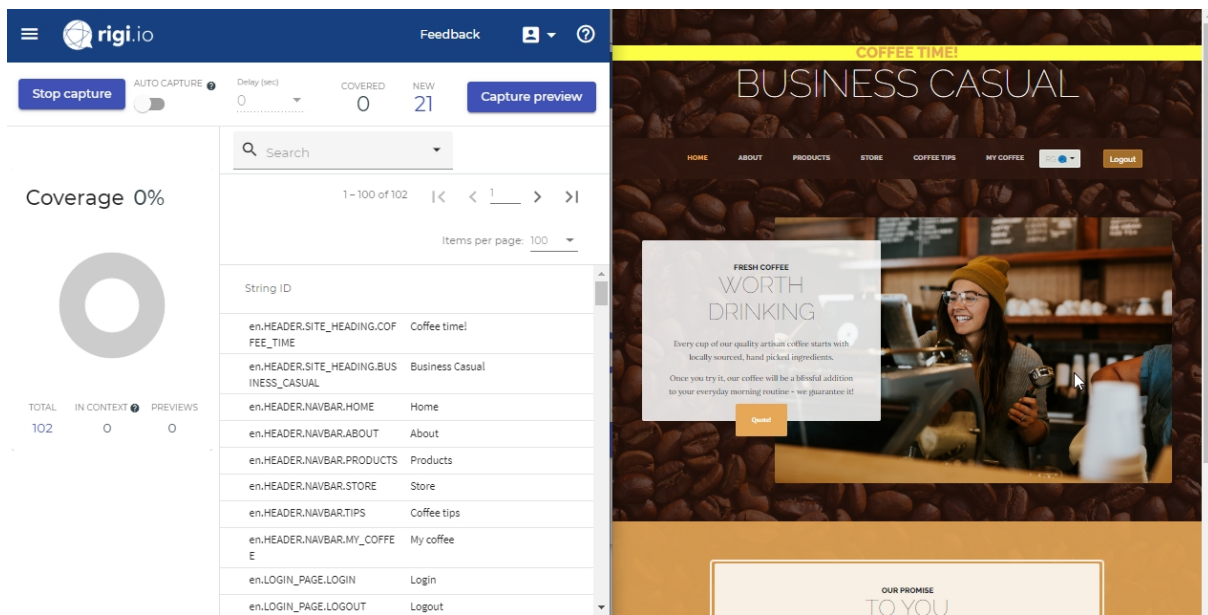 rigi.io
Feedback
Stop capture
AUTO CAPTURE
Delay (sec)
0
COVERED
0
NEW
21
Capture preview
Search
Coverage 0%
1 – 100 of 102
1
Items per page: 100
TOTAL
102
IN CONTEXT
0
PREVIEWS
0
String ID
en.HEADER.SITE_HEADING.COF
FEE_TIME
Coffee time!
en.HEADER.SITE_HEADING.BUS
INESS_CASUAL
Business Casual
en.HEADER.NAVBAR.HOME
Home
en.HEADER.NAVBAR.ABOUT
About
en.HEADER.NAVBAR.PRODUCTS
Products
en.HEADER.NAVBAR.STORE
Store
en.HEADER.NAVBAR.TIPS
Coffee tips
en.HEADER.NAVBAR.MY_COFFE
E
My coffee
en.LOGIN_PAGE.LOGIN
Login
en.LOGIN_PAGE.LOGOUT
Logout
COFFEE TIME!
BUSINESS CASUAL
HOME
ABOUT
PRODUCTS
STORE
COFFEE TIPS
MY COFFEE
Logout
FRESH COFFEE
WORTH
DRINKING
Every cup of our quality artisan coffee starts with
locally sourced, hand picked ingredients.
Once you try it, our coffee will be a blissful addition
to your everyday morning routine - we guarantee it!
Quote!
OUR PROMISE
TO YOU